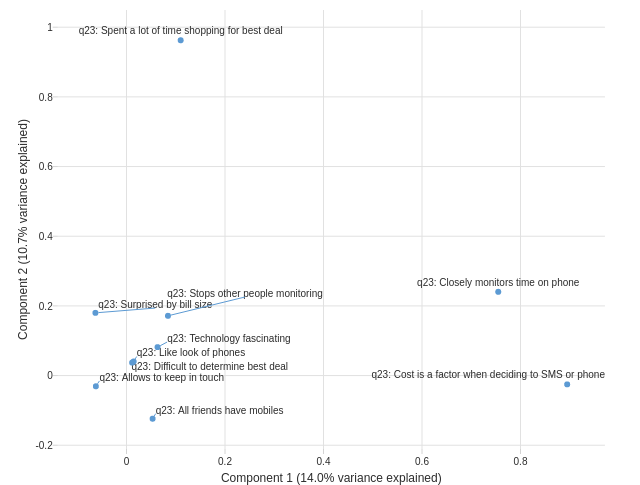 q23: Spent a lot of time shopping for best deal
1
0.8
0.6
0.4
q23: Closely monitors time on phone
q23: Stops other people monitoring
q23: Surprised by bill size
0.2
q23: Technology fascinating
q23: Like look of phones
q23: Difficult to determine best deal
q23: Allows to keep in touch
q23: Cost is a factor when deciding to SMS or phone
0
q23: All friends have mobiles
-0.2
0 0.2 0.4 0.6 0.8
Component 1 (14.0% variance explained)
Component 2 (10.7% variance explained)